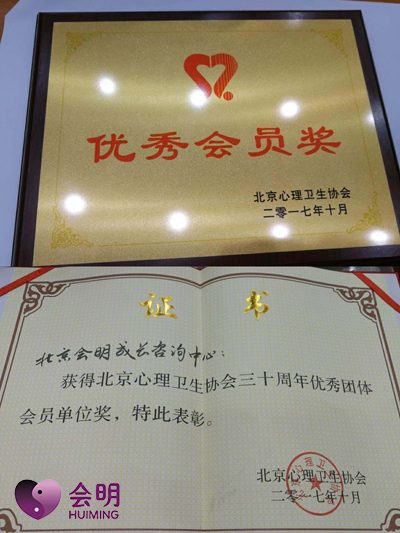 优秀会员奖
北京心理卫生协会
二零一七年十月
证 书
北京会明成长咨询中心：
获得北京心理卫生协会三十周年优秀团体
会员单位奖，特此表彰。
北京心理卫生协会
二零一七年十月
会明
HUIMING